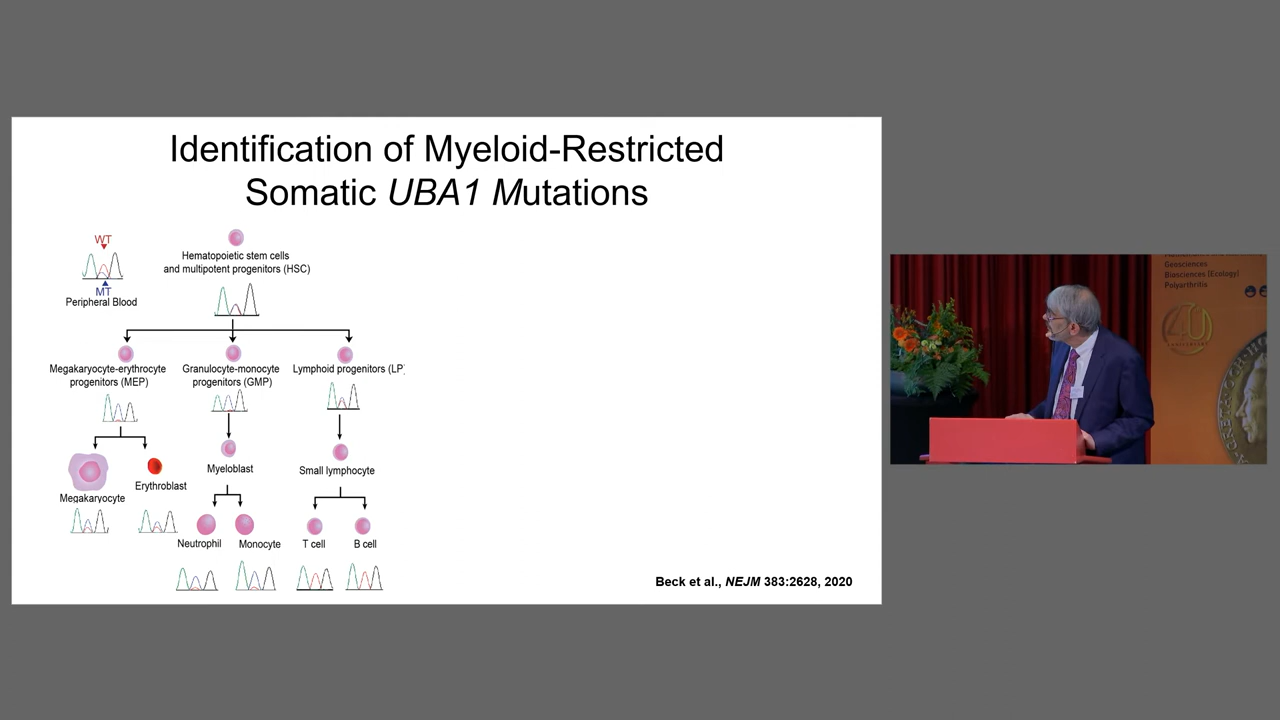 Identification of Myeloid-Restricted
Somatic UBA1 Mutations
WT
MT
Peripheral Blood
Hematopoietic stem cells
and multipotent progenitors (HSC)
Megakaryocyte-erythrocyte
progenitors (MEP)
Granulocyte-monocyte
progenitors (GMP)
Lymphoid progenitors (LP)
Megakaryocyte
Erythroblast
Myeloblast
Small lymphocyte
Neutrophil
Monocyte
T cell
B cell
Beck et al., NEJM 383:2628, 2020
Geosciences
Biosciences (Ecology)
Polyarthritis